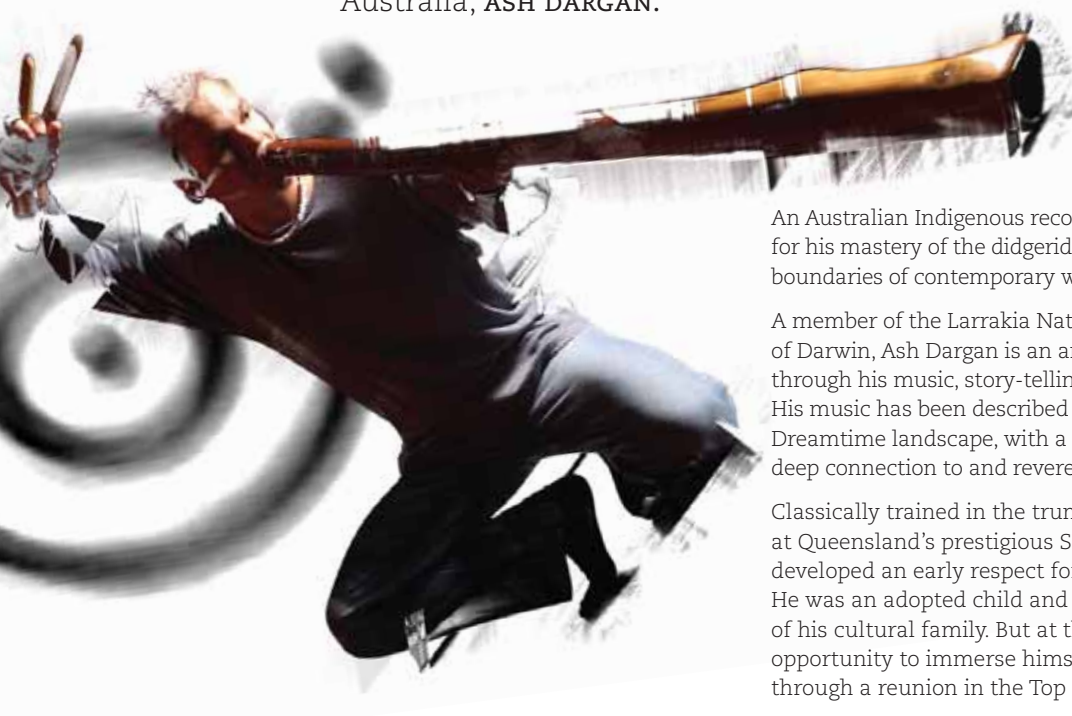 Australia, ASH DARGAN.
An Australian Indigenous reco
for his mastery of the didgerid
boundaries of contemporary w
A member of the Larrakia Nat
of Darwin, Ash Dargan is an a
through his music, story-tellin
His music has been described
Dreamtime landscape, with a
deep connection to and revere
Classically trained in the trun
at Queensland’s prestigious S
developed an early respect for
He was an adopted child and
of his cultural family. But at t
opportunity to immerse hims
through a reunion in the Top